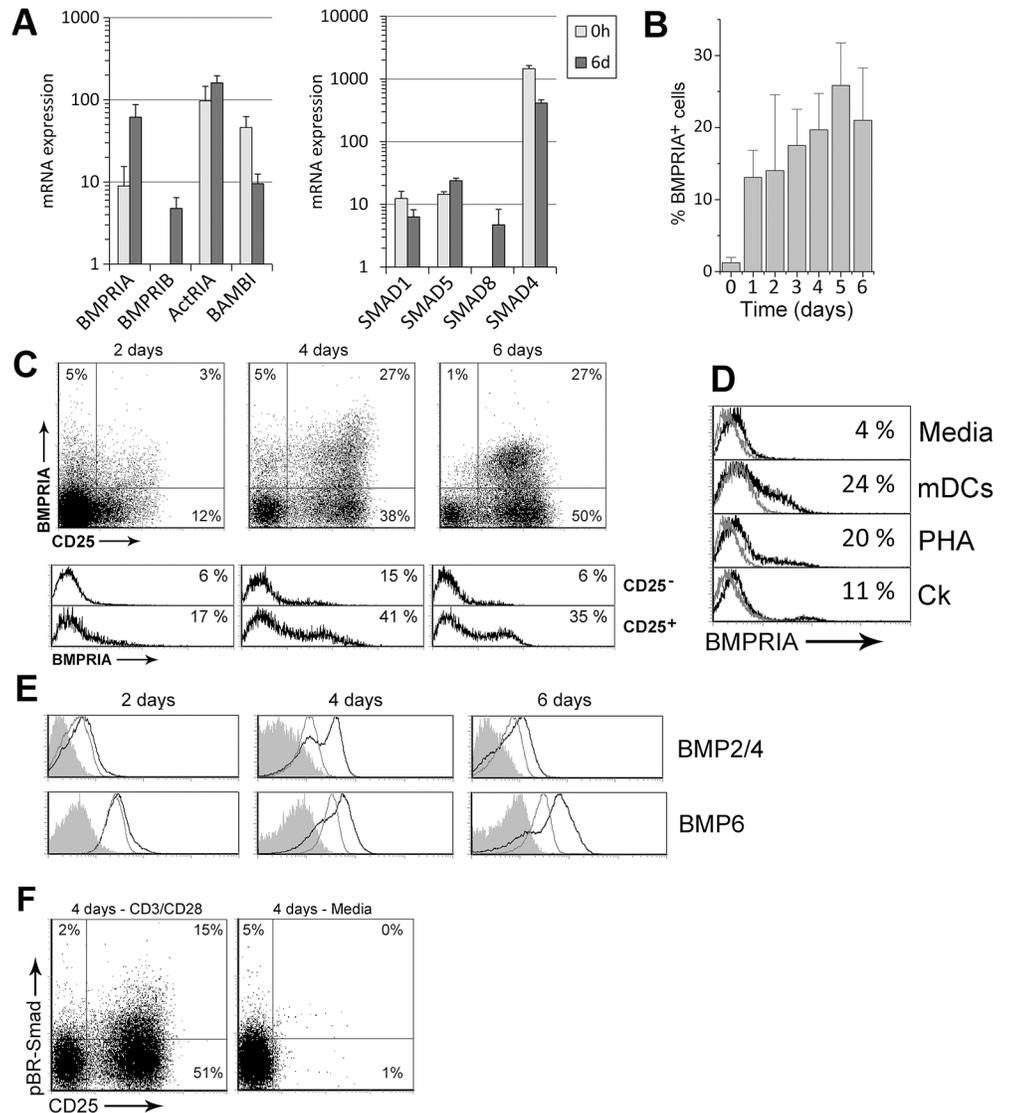 A
mRNA expression
1000
100
10
1
BMPRIA
BMPRIB
ActRIA
BAMBI
mRNA expression
10000
1000
100
10
1
SMAD1
SMAD5
SMAD8
SMAD4
0h
6d
B
% BMPRIA+ cells
30
20
10
0
0 1 2 3 4 5 6
Time (days)
C
2 days 4 days 6 days
5% 3% 5% 27% 1% 27%
12% 38% 50%
BMPRIA
CD25
6 % 15 % 6 % CD25-
17 % 41 % 35 % CD25+
BMPRIA
D
4 % Media
24 % mDCs
20 % PHA
11 % Ck
BMPRIA
E
2 days 4 days 6 days
BMP2/4
BMP6
F
4 days - CD3/CD28 4 days - Media
2% 15% 5% 0%
51% 1%
pBR-Smad
CD25